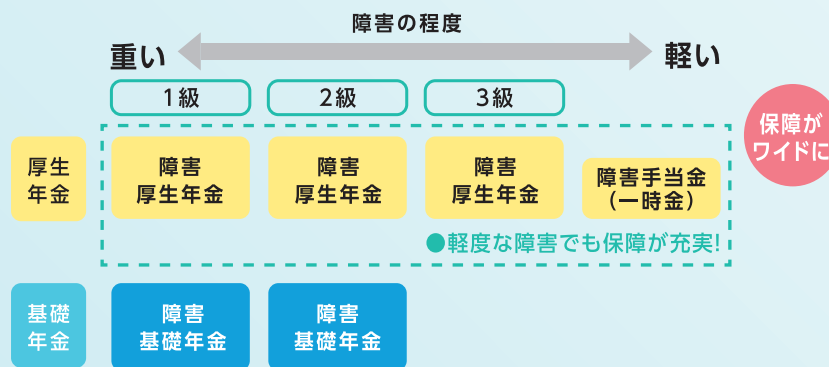 障害の程度
重い
軽い
1級
2級
3級
保障が
ワイドに
厚生
年金
障害
厚生年金
障害
厚生年金
障害
厚生年金
障害手当金
(一時金)
●軽度な障害でも保障が充実!
基礎
年金
障害
基礎年金
障害
基礎年金